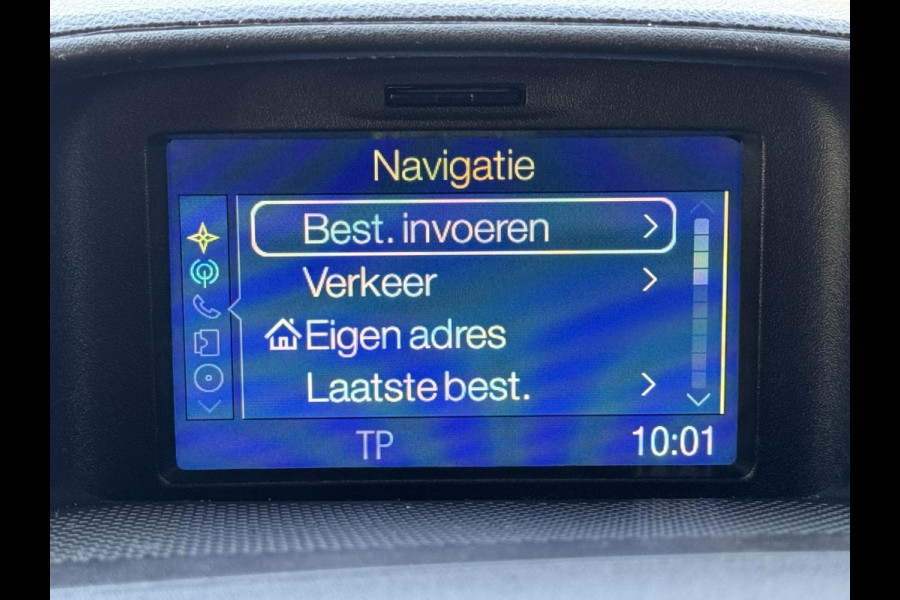 Navigatie
Best. invoeren
Verkeer
Eigen adres
Laatste best.
TP 10:01